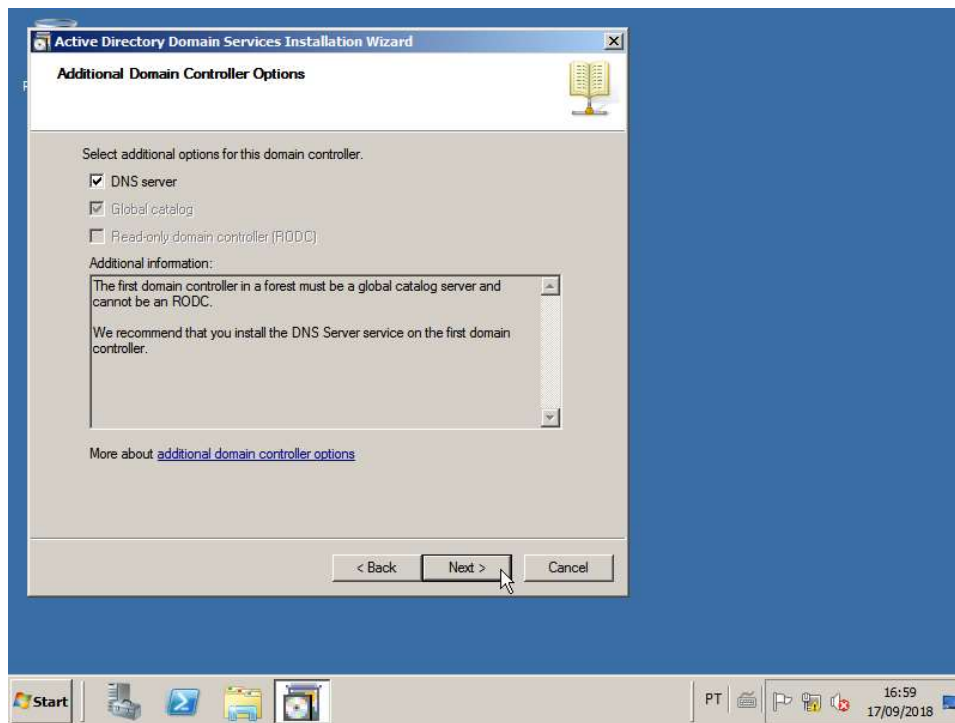 Active Directory Domain Services Installation Wizard
Additional Domain Controller Options
Select additional options for this domain controller.
DNS server
Global catalog
Read-only domain controller (RODC)
Additional information:
The first domain controller in a forest must be a global catalog server and
cannot be an RODC.
We recommend that you install the DNS Server service on the first domain
controller.
More about additional domain controller options
< Back
Next >
Cancel
Start
PT
16:59
17/09/2018